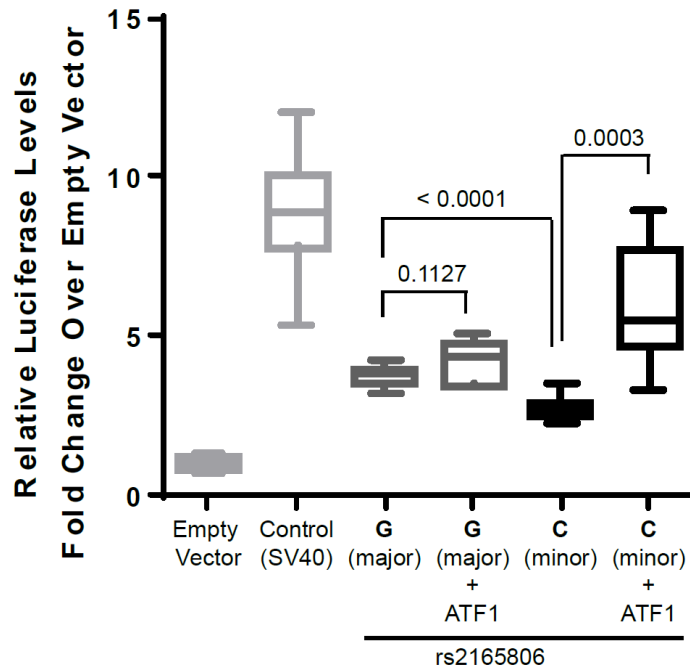 Relative Luciferase Levels
Fold Change Over Empty Vector
15
10
5
0
0.0003
< 0.0001
0.1127
Empty
Vector
Control
(SV40)
G
(major)
G
(major)
+
ATF1
C
(minor)
C
(minor)
+
ATF1
rs2165806